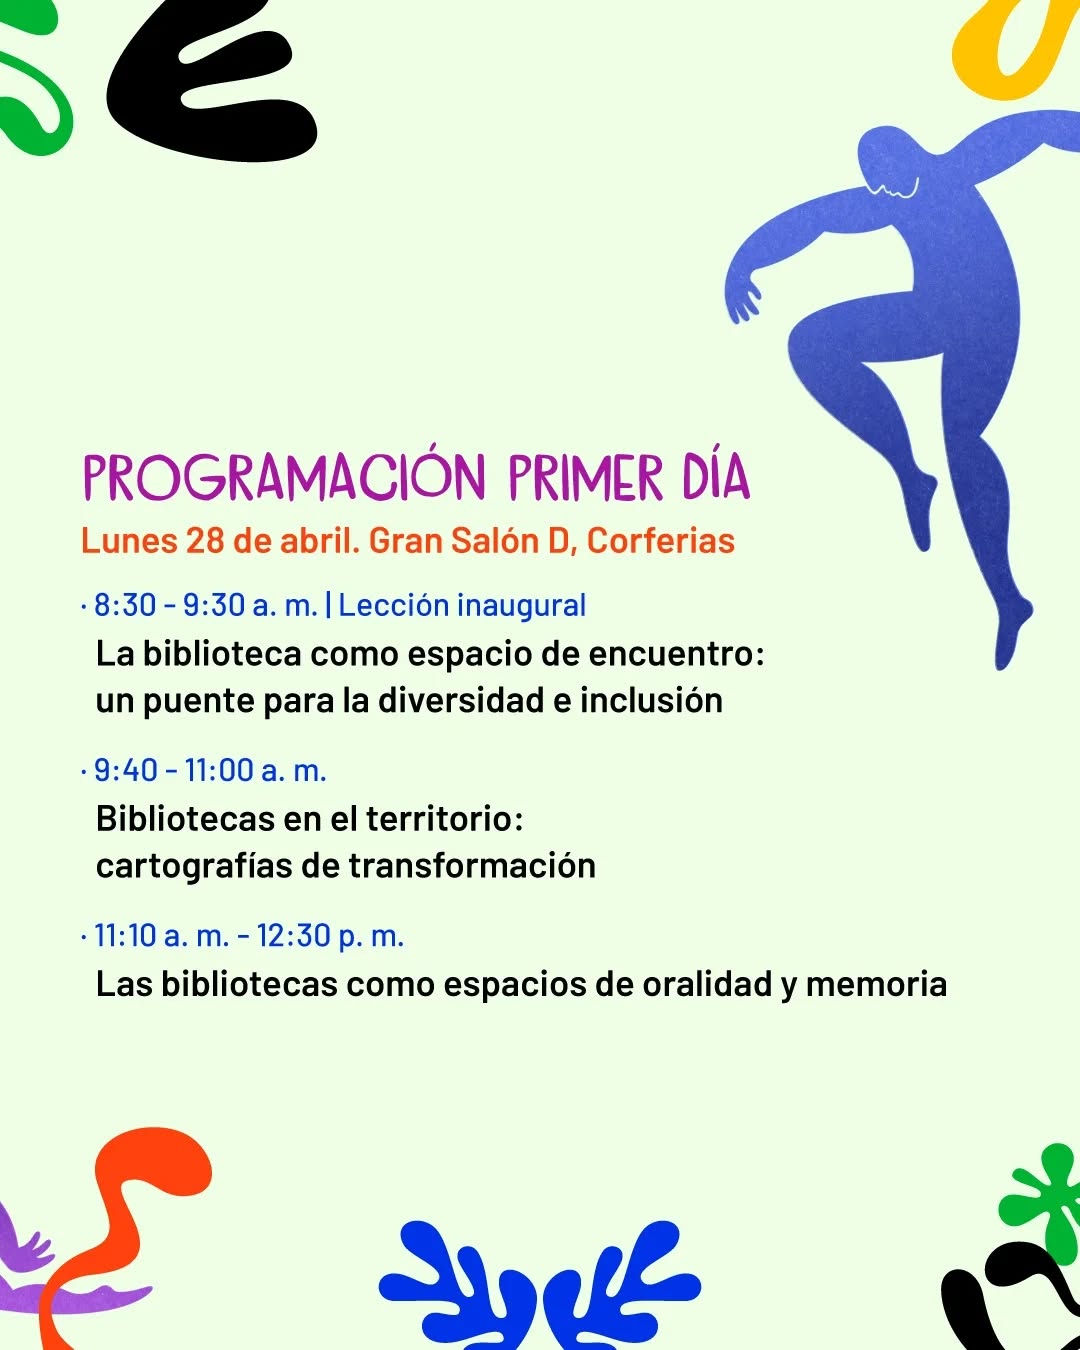 PROGRAMACIÓN PRIMER DÍA
Lunes 28 de abril. Gran Salón D, Corferias
· 8:30 - 9:30 a. m. | Lección inaugural
La biblioteca como espacio de encuentro:
un puente para la diversidad e inclusión
· 9:40 - 11:00 a. m.
Bibliotecas en el territorio:
cartografías de transformación
· 11:10 a. m. - 12:30 p. m.
Las bibliotecas como espacios de oralidad y memoria